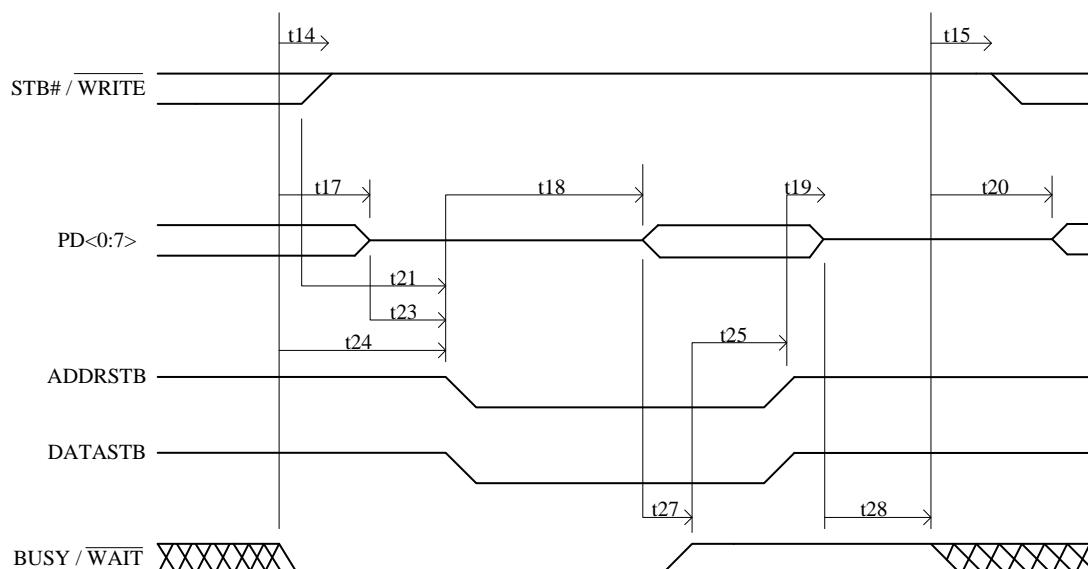 t14
t15
STB# / WRITE
t17
t18
t19
t20
PD<0:7>
t21
t23
t25
t24
ADDRSTB
DATASTB
t27
t28
BUSY / WAIT